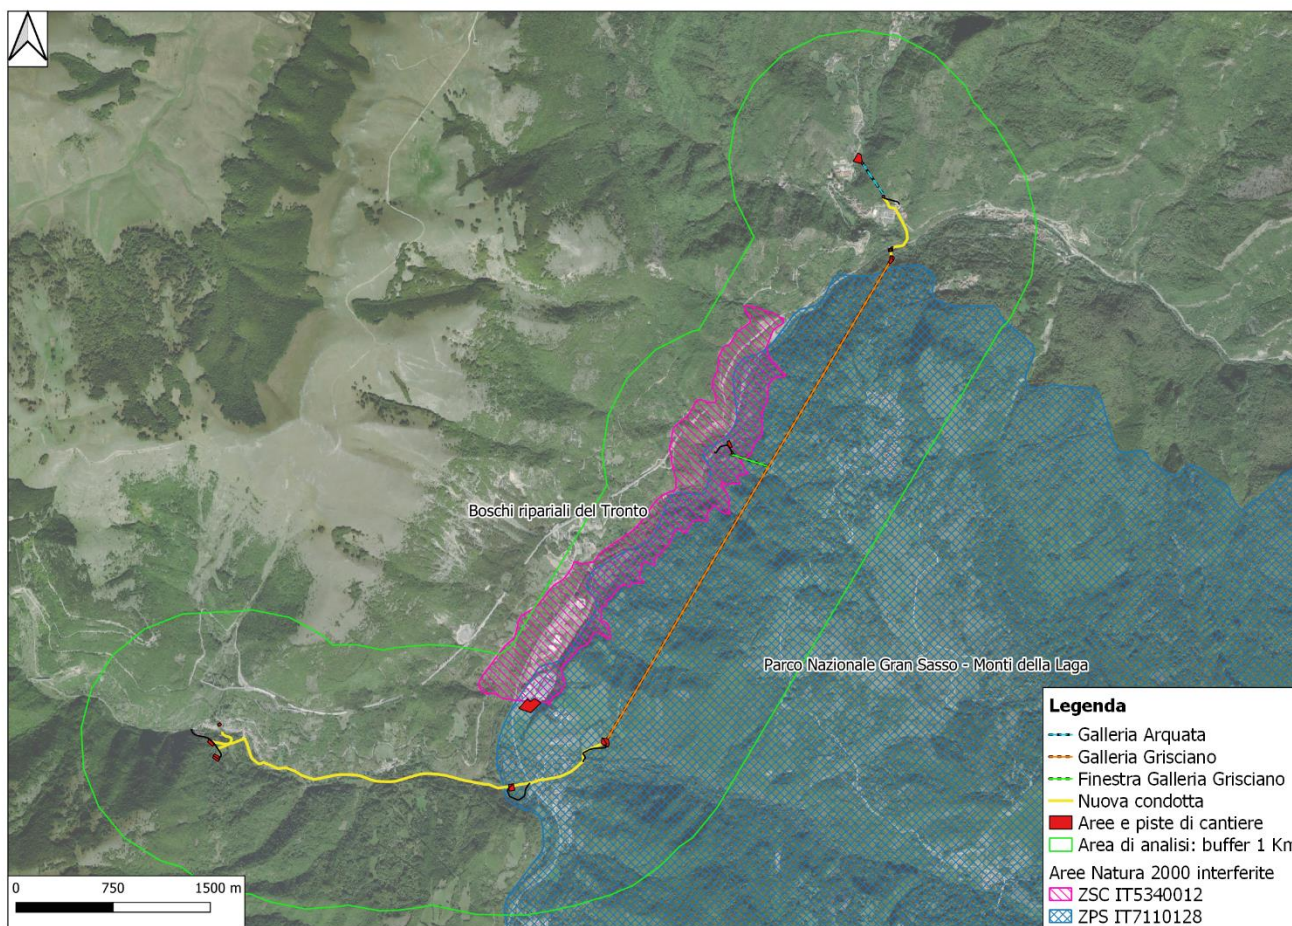 Boschi ripariali del Tronto
Parco Nazionale Gran Sasso - Monti della Laga
Legenda
Galleria Arquata
Galleria Grisciano
Finestra Galleria Grisciano
Nuova condotta
Aree e piste di cantiere
Area di analisi: buffer 1 Km
Aree Natura 2000 interferite
ZSC IT5340012
ZPS IT7110128
0 750 1500 m